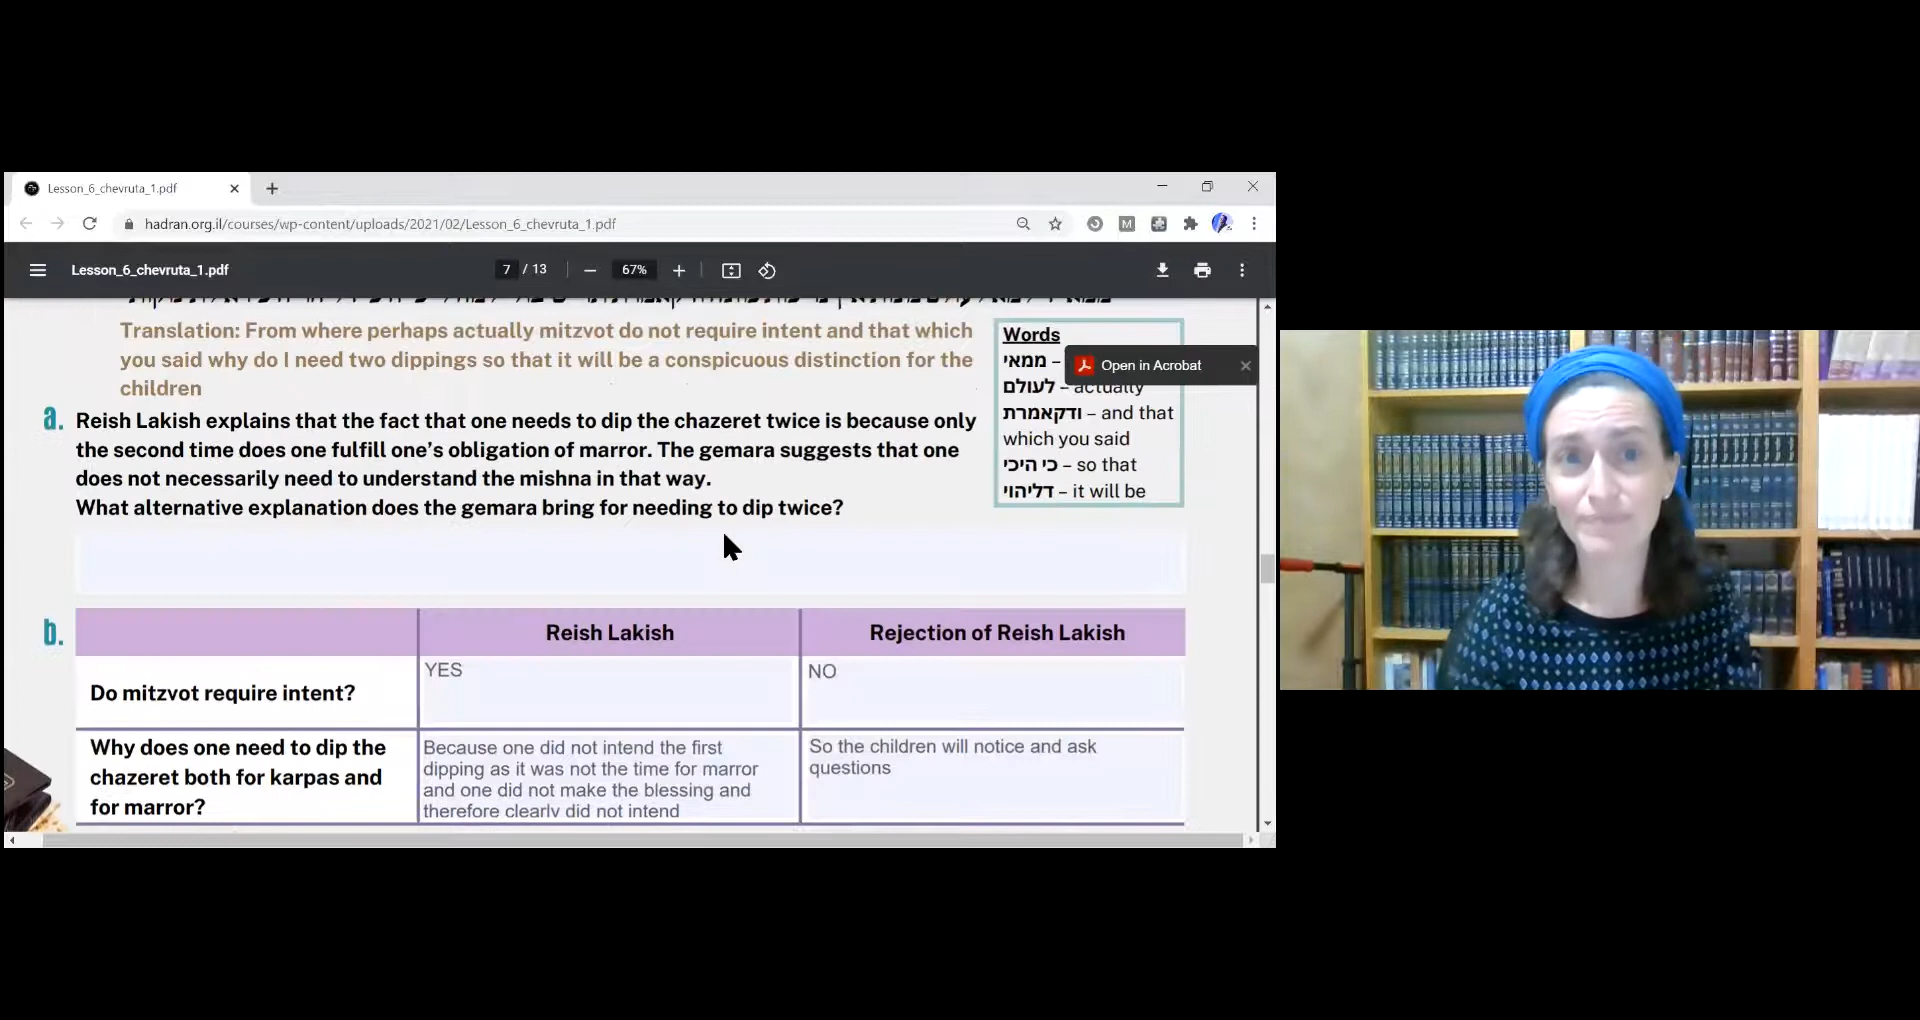 Lesson_6_chevruta_1.pdf
hadran.org.il/courses/wp-content/uploads/2021/02/Lesson_6_chevruta_1.pdf
M
Lesson_6_chevruta_1.pdf
7 / 13
67%
Translation: From where perhaps actually mitzvot do not require intent and that which
you said why do I need two dippings so that it will be a conspicuous distinction for the
children
Words
ממאי –
Open in Acrobat
לעולם – actually
ודקאמרת – and that
which you said
כי היכי – so that
דליהוי – it will be
a. Reish Lakish explains that the fact that one needs to dip the chazeret twice is because only
the second time does one fulfill one's obligation of marror. The gemara suggests that one
does not necessarily need to understand the mishna in that way.
What alternative explanation does the gemara bring for needing to dip twice?
b.
Reish Lakish
Rejection of Reish Lakish
Do mitzvot require intent?
YES
NO
Why does one need to dip the
chazeret both for karpas and
for marror?
Because one did not intend the first
dipping as it was not the time for marror
and one did not make the blessing and
therefore clearly did not intend
So the children will notice and ask
questions